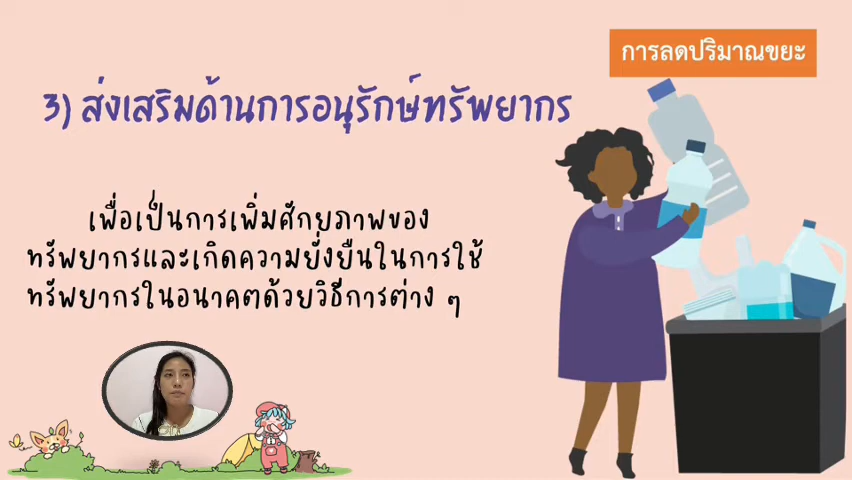 การลดปริมาณขยะ
3) ส่งเสริมด้านการอนุรักษ์ทรัพยากร
เพื่อเป็นการเพิ่มศักยภาพของ
ทรัพยากรและเกิดความยั่งยืนในการใช้
ทรัพยากรในอนาคตด้วยวิธีการต่าง ๆ